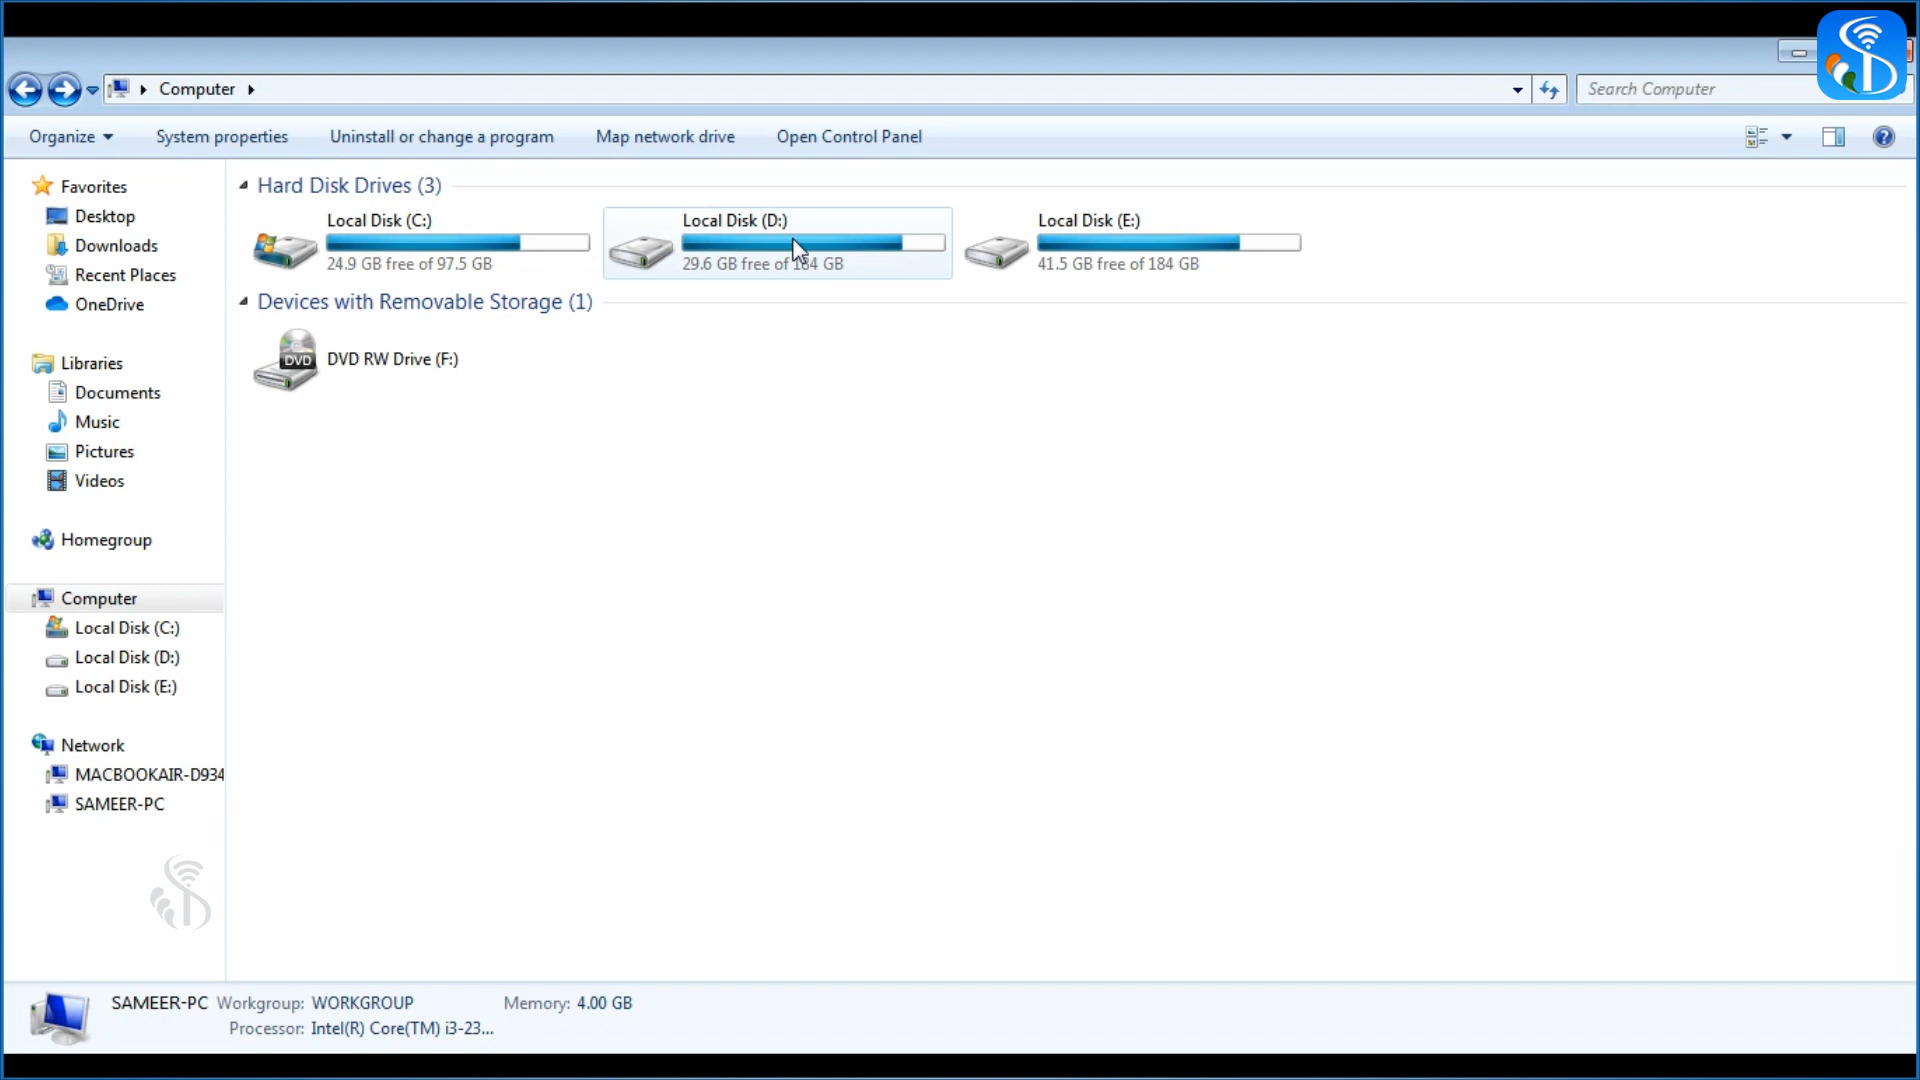 Computer
Search Computer
Organize
System properties
Uninstall or change a program
Map network drive
Open Control Panel
Favorites
Desktop
Downloads
Recent Places
OneDrive
Libraries
Documents
Music
Pictures
Videos
Homegroup
Computer
Local Disk (C:)
Local Disk (D:)
Local Disk (E:)
Network
MACBOOKAIR-D934
SAMEER-PC
Hard Disk Drives (3)
Local Disk (C:)
24.9 GB free of 97.5 GB
Local Disk (D:)
29.6 GB free of 184 GB
Local Disk (E:)
41.5 GB free of 184 GB
Devices with Removable Storage (1)
DVD
DVD RW Drive (F:)
SAMEER-PC Workgroup: WORKGROUP Memory: 4.00 GB
Processor: Intel(R) Core(TM) i3-23...